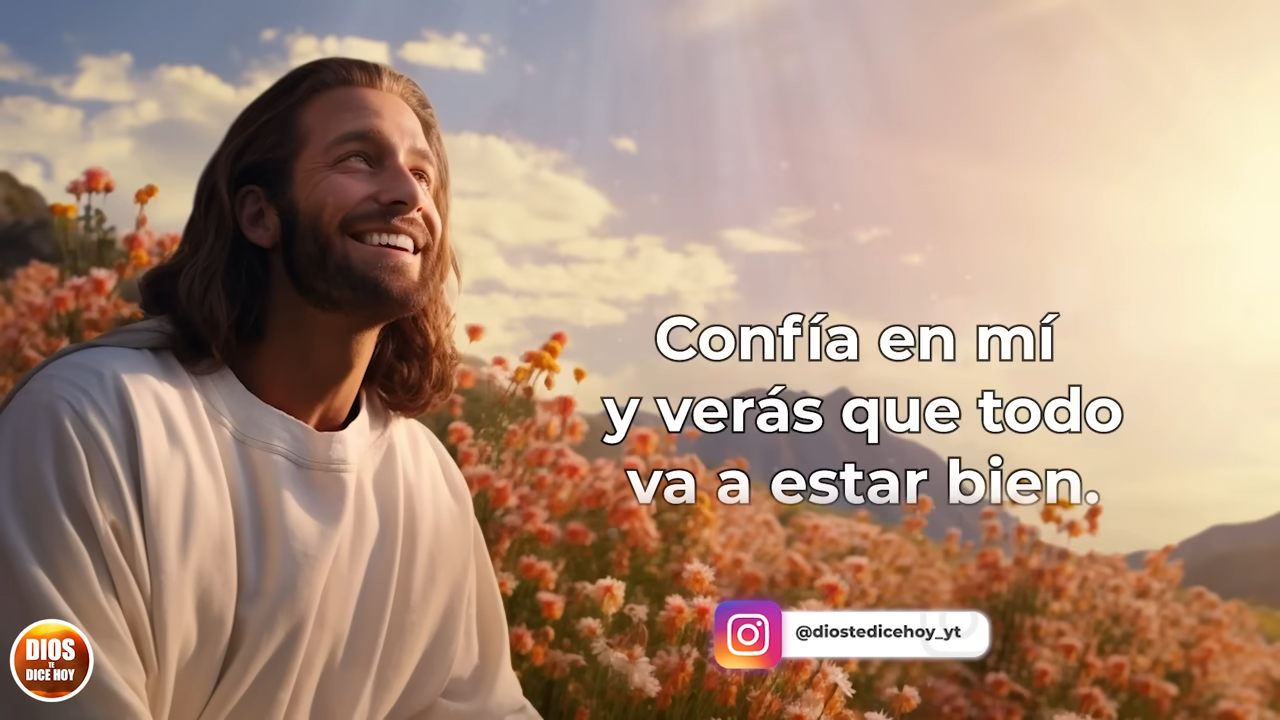 Confía en mí
y verás que todo
va a estar bien.
@diostedicehoy_yt
DIOS
TE
DICE HOY